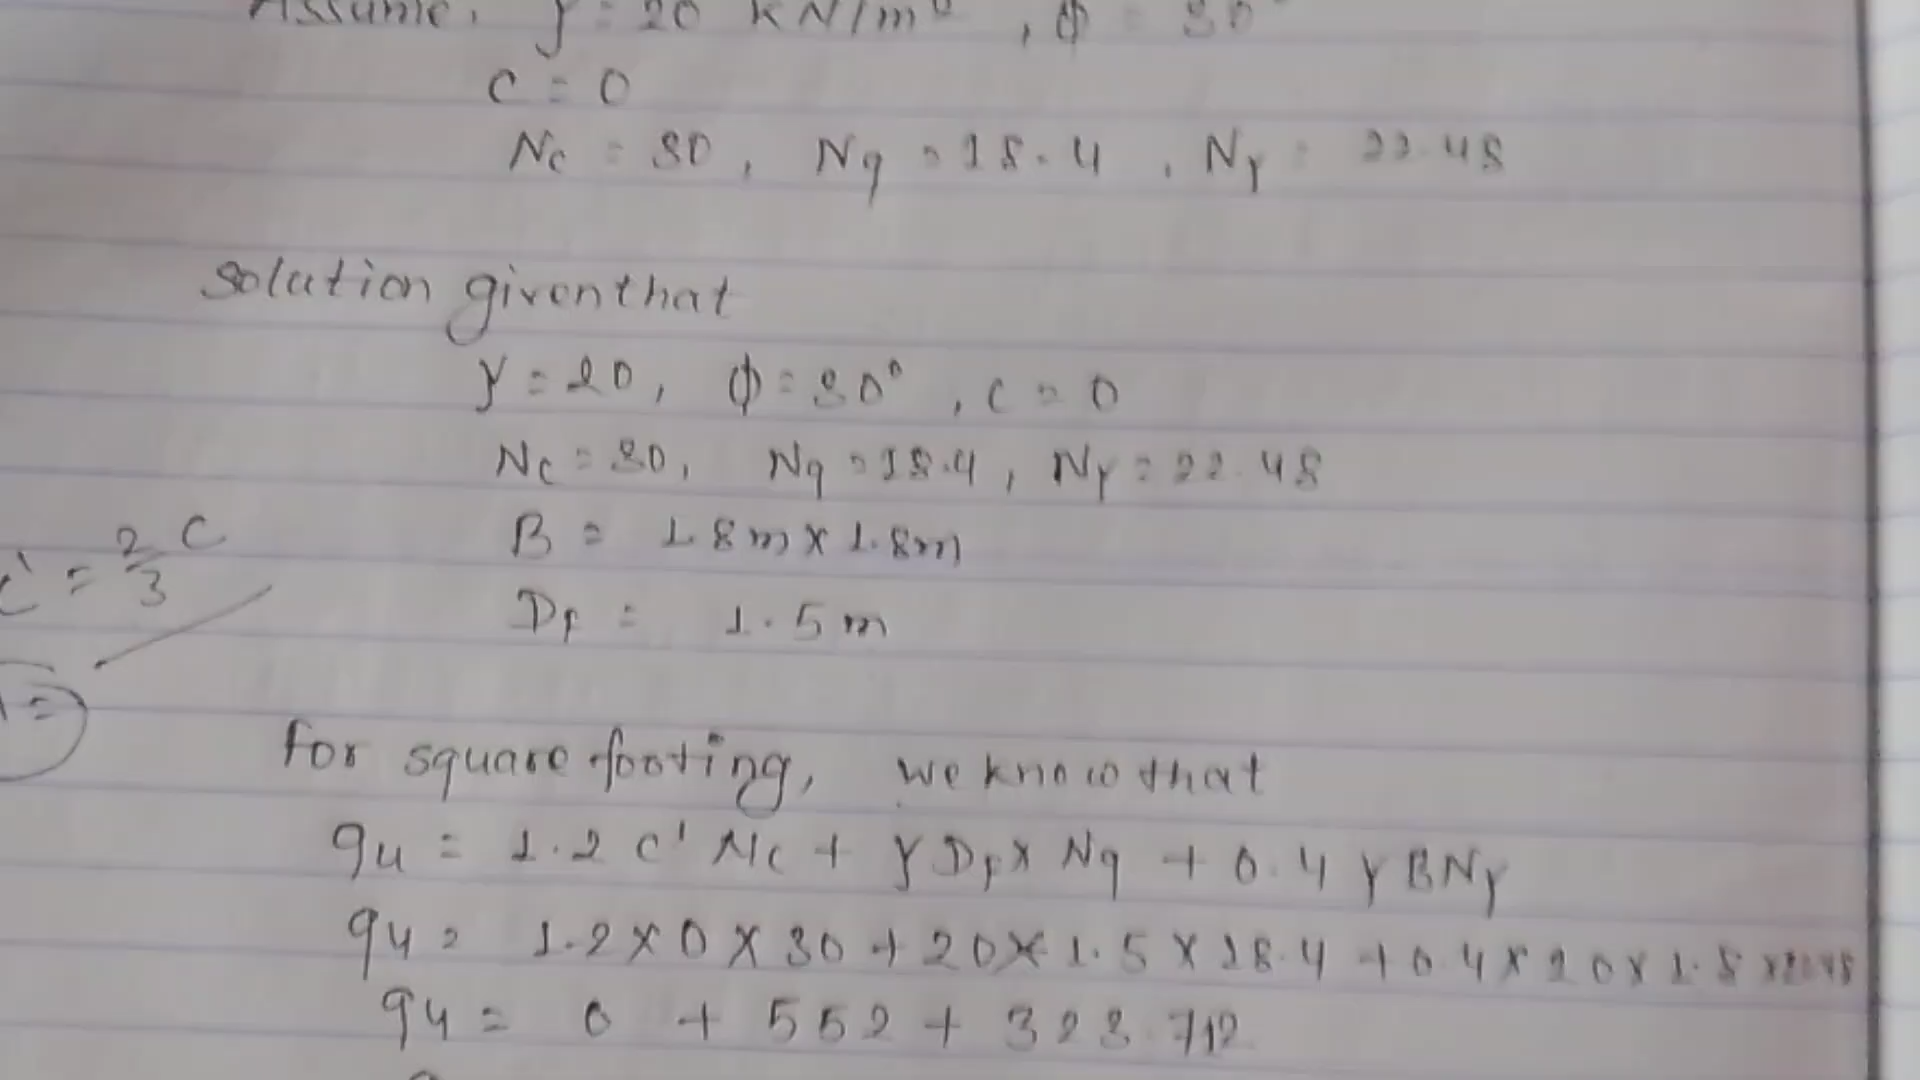 Assume, γ = 20 kN/m³, φ = 30°
C = 0
Nc = 30, Nq = 18.4, Nγ = 22.48
Solution given that
γ = 20, φ = 30°, c = 0
Nc = 30, Nq = 18.4, Nγ = 22.48
B = 1.8m x 1.8m
C' = 2/3 C
Df = 1.5m
For square footing, we know that
qu = 1.2 C' Nc + γ Df x Nq + 0.4 γ B Nγ
qu = 1.2 x 0 x 30 + 20 x 1.5 x 18.4 + 0.4 x 20 x 1.8 x 22.48
qu = 0 + 552 + 323.712